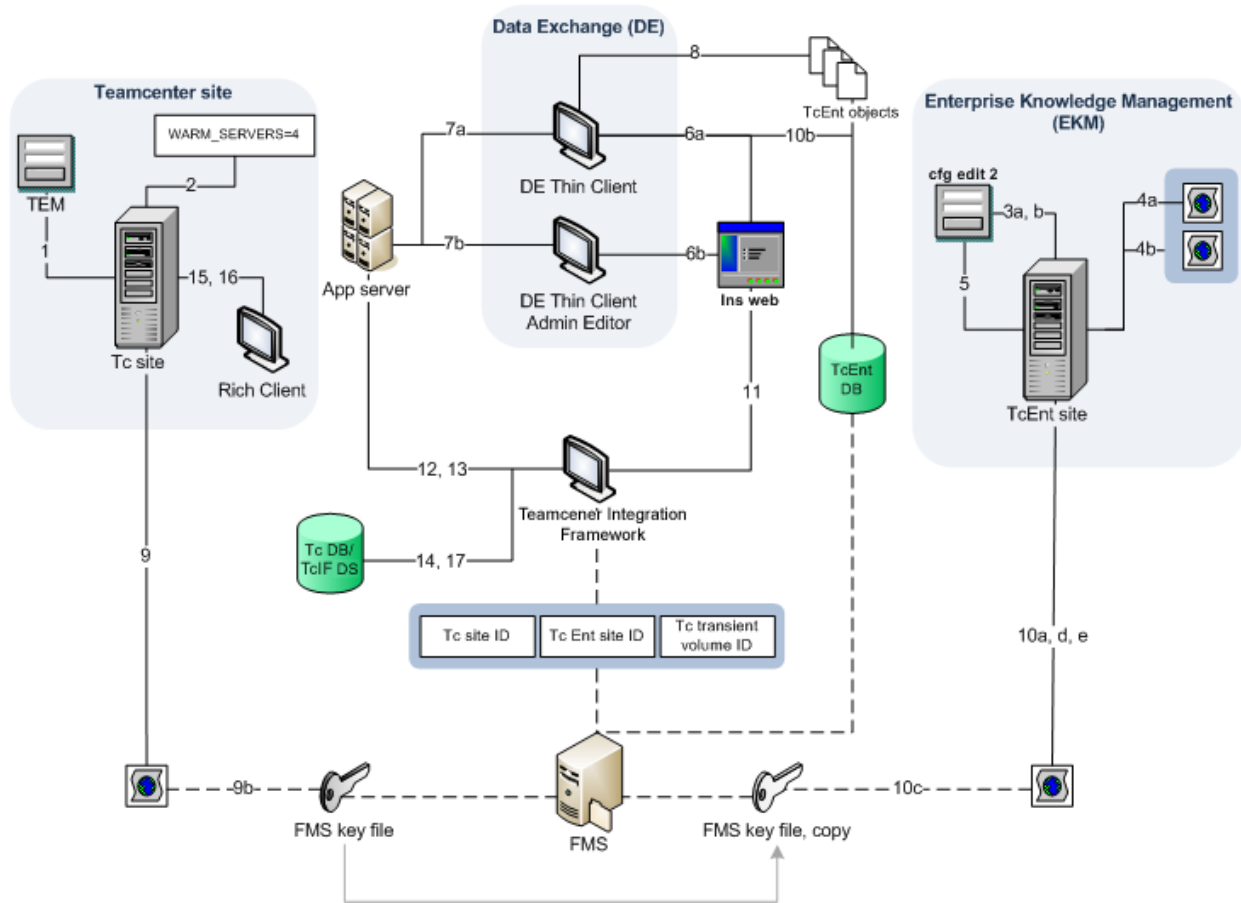 Data Exchange (DE)
8
Teamcenter site
WARM_SERVERS=4
TcEnt objects
Enterprise Knowledge Management
(EKM)
7a
6a
10b
2
TEM
DE Thin Client
cfg edit 2
3a, b
4a
4b
1
7b
6b
5
15, 16
App server
DE Thin Client
Admin Editor
Ins web
Tc site
Rich Client
TcEnt
DB
11
TcEnt site
12, 13
Teamcener Integration
Framework
9
Tc DB/
TcIF DS
14, 17
Tc site ID
Tc Ent site ID
Tc transient
volume ID
10a, d, e
9b
10c
FMS key file
FMS
FMS key file, copy